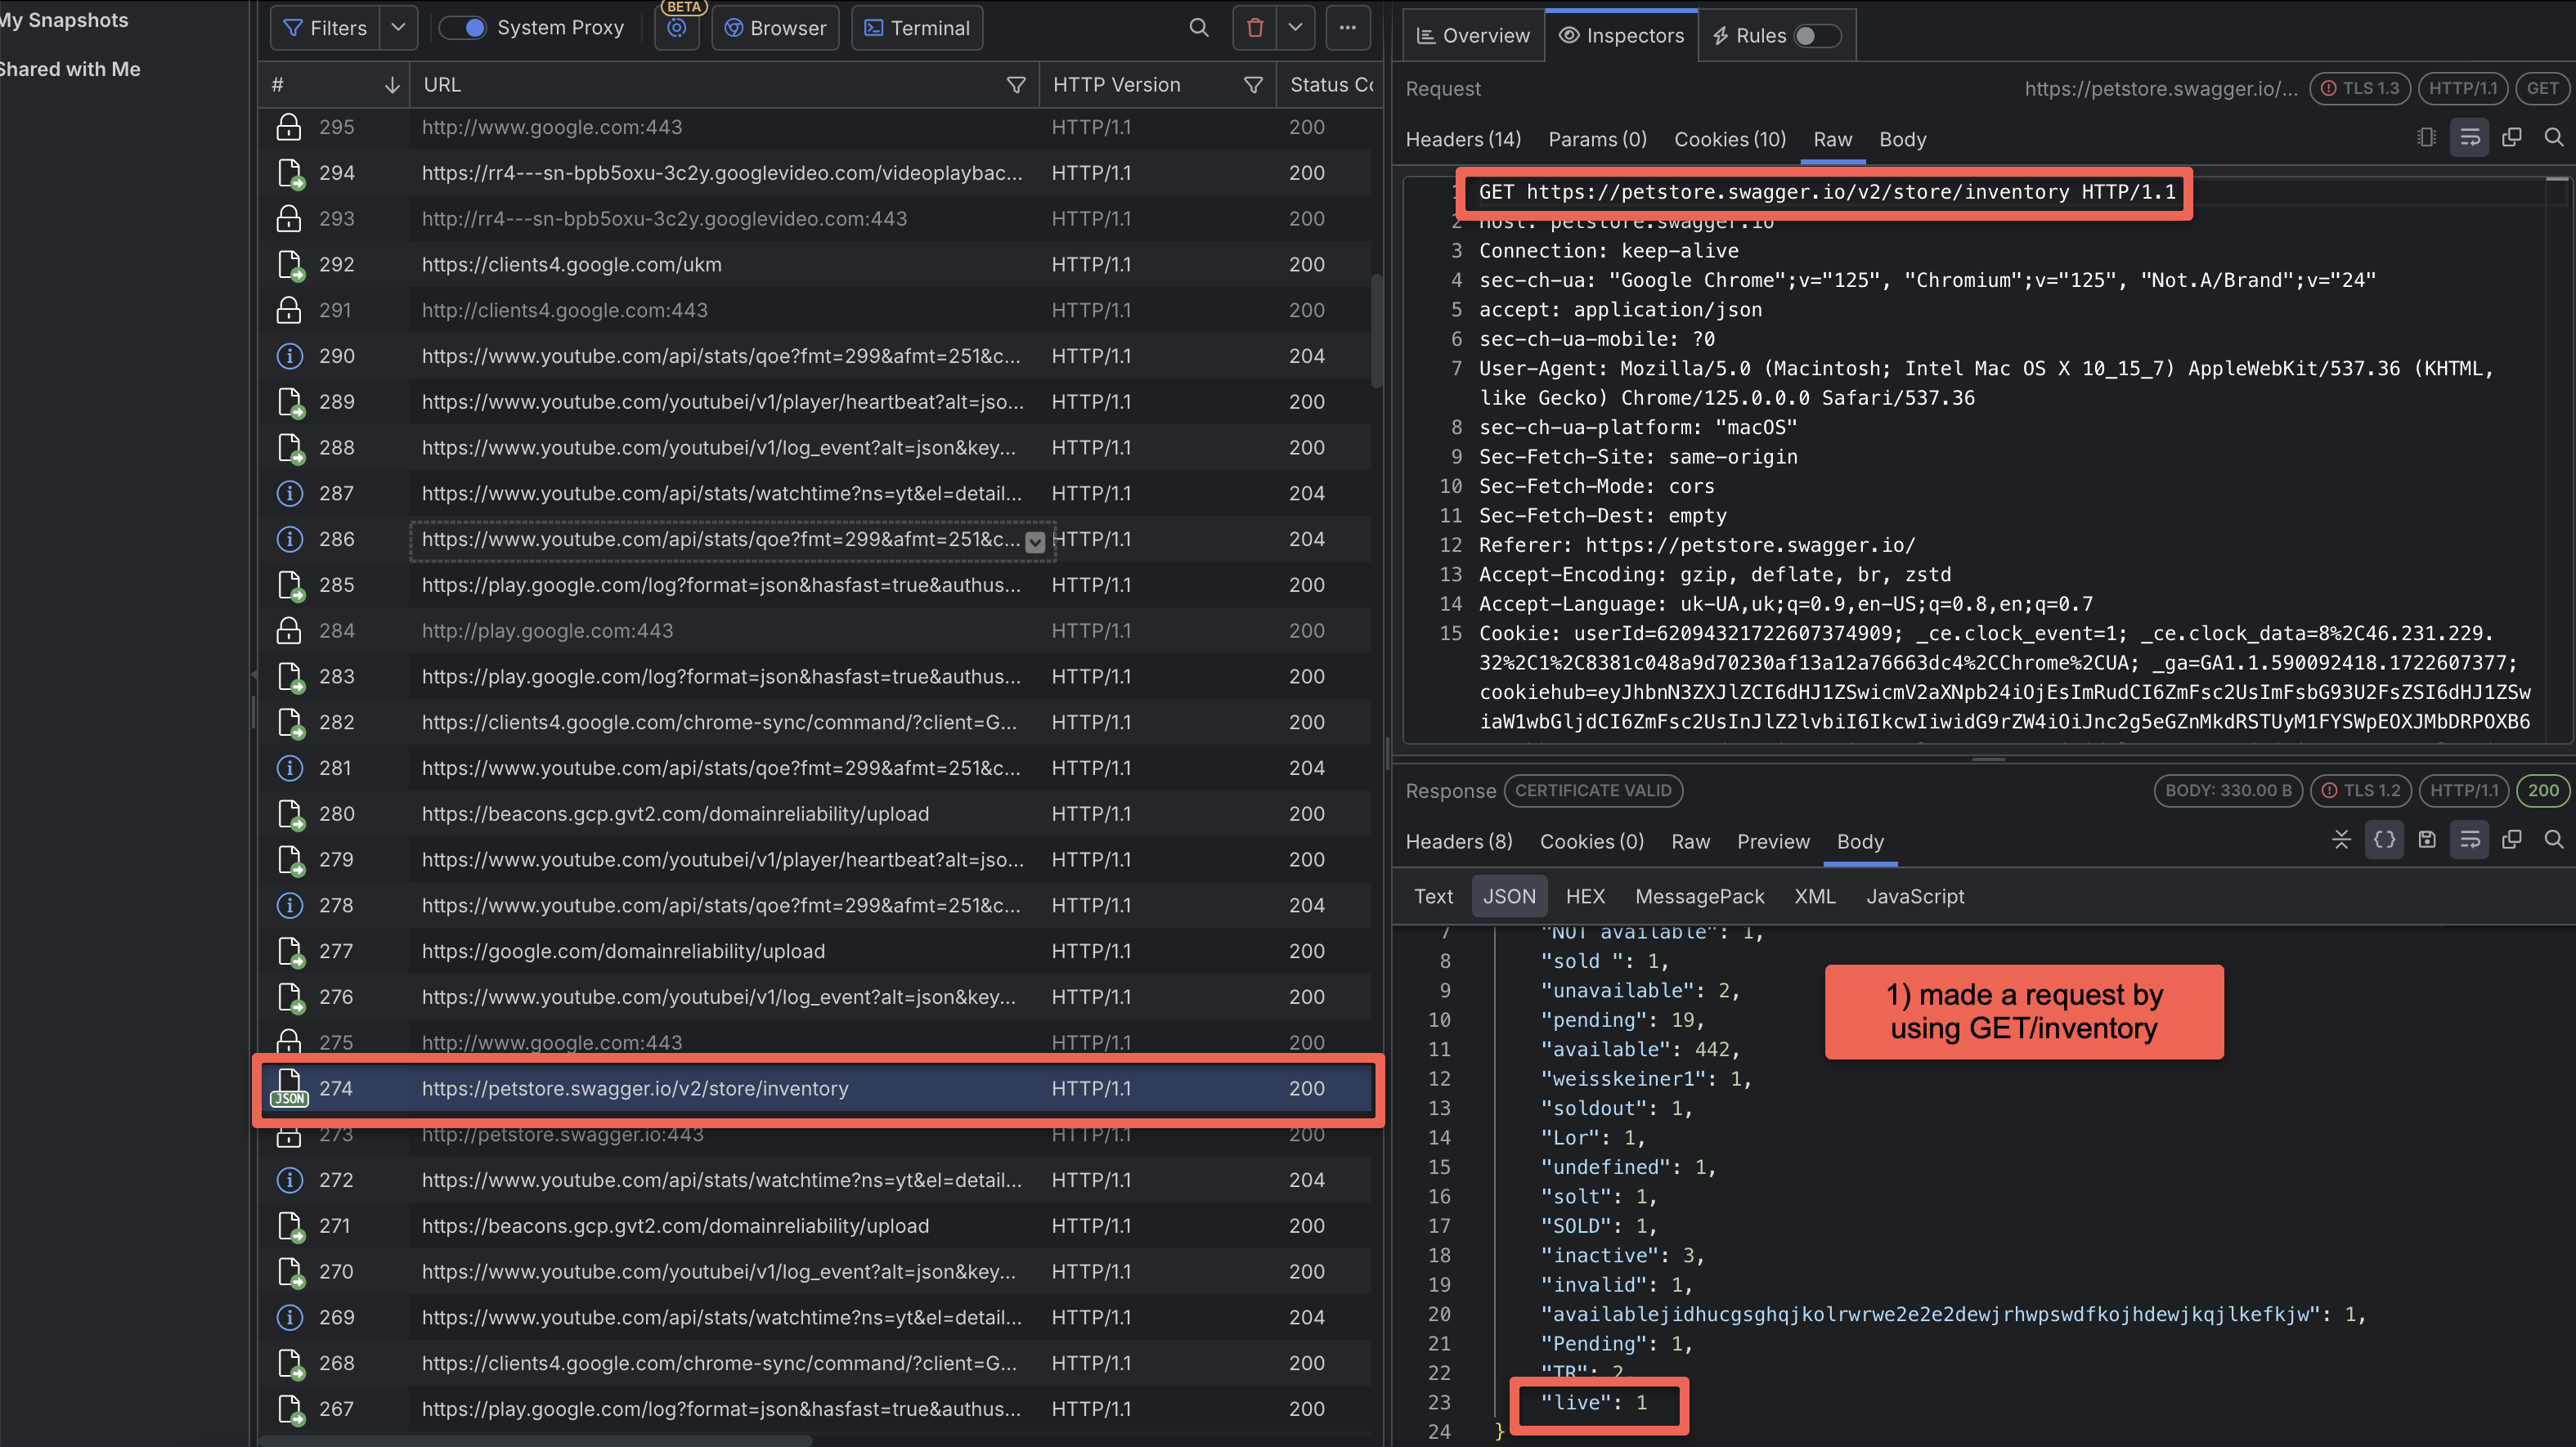 My Snapshots
Shared with Me
Filters
System Proxy
BETA
Browser
Terminal
# URL HTTP Version Status Co
295 http://www.google.com:443 HTTP/1.1 200
294 https://rr4---sn-bpb5oxu-3c2y.googlevideo.com/videoplaybac... HTTP/1.1 200
293 http://rr4---sn-bpb5oxu-3c2y.googlevideo.com:443 HTTP/1.1 200
292 https://clients4.google.com/ukm HTTP/1.1 200
291 http://clients4.google.com:443 HTTP/1.1 200
290 https://www.youtube.com/api/stats/qoe?fmt=299&afmt=251&c... HTTP/1.1 204
289 https://www.youtube.com/youtubei/v1/player/heartbeat?alt=jso... HTTP/1.1 200
288 https://www.youtube.com/youtubei/v1/log_event?alt=json&key... HTTP/1.1 200
287 https://www.youtube.com/api/stats/watchtime?ns=yt&el=detail... HTTP/1.1 204
286 https://www.youtube.com/api/stats/qoe?fmt=299&afmt=251&c... HTTP/1.1 204
285 https://play.google.com/log?format=json&hasfast=true&authus... HTTP/1.1 200
284 http://play.google.com:443 HTTP/1.1 200
283 https://play.google.com/log?format=json&hasfast=true&authus... HTTP/1.1 200
282 https://clients4.google.com/chrome-sync/command/?client=G... HTTP/1.1 200
281 https://www.youtube.com/api/stats/qoe?fmt=299&afmt=251&c... HTTP/1.1 204
280 https://beacons.gcp.gvt2.com/domainreliability/upload HTTP/1.1 200
279 https://www.youtube.com/youtubei/v1/player/heartbeat?alt=jso... HTTP/1.1 200
278 https://www.youtube.com/api/stats/qoe?fmt=299&afmt=251&c... HTTP/1.1 204
277 https://google.com/domainreliability/upload HTTP/1.1 200
276 https://www.youtube.com/youtubei/v1/log_event?alt=json&key... HTTP/1.1 200
275 http://www.google.com:443 HTTP/1.1 200
JSON 274 https://petstore.swagger.io/v2/store/inventory HTTP/1.1 200
273 http://petstore.swagger.io:443 HTTP/1.1 200
272 https://www.youtube.com/api/stats/watchtime?ns=yt&el=detail... HTTP/1.1 204
271 https://beacons.gcp.gvt2.com/domainreliability/upload HTTP/1.1 200
270 https://www.youtube.com/youtubei/v1/log_event?alt=json&key... HTTP/1.1 200
269 https://www.youtube.com/api/stats/watchtime?ns=yt&el=detail... HTTP/1.1 204
268 https://clients4.google.com/chrome-sync/command/?client=G... HTTP/1.1 200
267 https://play.google.com/log?format=json&hasfast=true&authus... HTTP/1.1 200
Overview Inspectors Rules
Request https://petstore.swagger.io/... TLS 1.3 HTTP/1.1 GET
Headers (14) Params (0) Cookies (10) Raw Body
1 GET https://petstore.swagger.io/v2/store/inventory HTTP/1.1
2 host: petstore.swagger.io
3 Connection: keep-alive
4 sec-ch-ua: "Google Chrome";v="125", "Chromium";v="125", "Not.A/Brand";v="24"
5 accept: application/json
6 sec-ch-ua-mobile: ?0
7 User-Agent: Mozilla/5.0 (Macintosh; Intel Mac OS X 10_15_7) AppleWebKit/537.36 (KHTML,
like Gecko) Chrome/125.0.0.0 Safari/537.36
8 sec-ch-ua-platform: "macOS"
9 Sec-Fetch-Site: same-origin
10 Sec-Fetch-Mode: cors
11 Sec-Fetch-Dest: empty
12 Referer: https://petstore.swagger.io/
13 Accept-Encoding: gzip, deflate, br, zstd
14 Accept-Language: uk-UA,uk;q=0.9,en-US;q=0.8,en;q=0.7
15 Cookie: userId=62094321722607374909; _ce.clock_event=1; _ce.clock_data=8%2C46.231.229.
32%2C1%2C8381c048a9d70230af13a12a76663dc4%2CChrome%2CUA; _ga=GA1.1.590092418.1722607377;
cookiehub=eyJhbnN3ZXJlZCI6dHJ1ZSwicmV2aXNpb24iOjEsImRudCI6ZmFsc2UsImFsbG93U2FsZSI6dHJ1ZSw
iaW1wbGljdCI6ZmFsc2UsInJlZ2lvbiI6IkcwIiwidG9rZW4iOiJnc2g5eGZnMkdRSTUyM1FYSWpEOXJMbDRPOXB6
Response CERTIFICATE VALID BODY: 330.00 B TLS 1.2 HTTP/1.1 200
Headers (8) Cookies (0) Raw Preview Body
Text JSON HEX MessagePack XML JavaScript
7 "NOT available": 1,
8 "sold ": 1,
9 "unavailable": 2,
10 "pending": 19,
11 "available": 442,
12 "weisskeiner1": 1,
13 "soldout": 1,
14 "Lor": 1,
15 "undefined": 1,
16 "solt": 1,
17 "SOLD": 1,
18 "inactive": 3,
19 "invalid": 1,
20 "availablejidhucgsghqjkolrwrwe2e2e2dewjrhwpswdfkojhdewjkqjlkefkjw": 1,
21 "Pending": 1,
22 "TR": 2,
23 "live": 1
24 }
1) made a request by
using GET/inventory